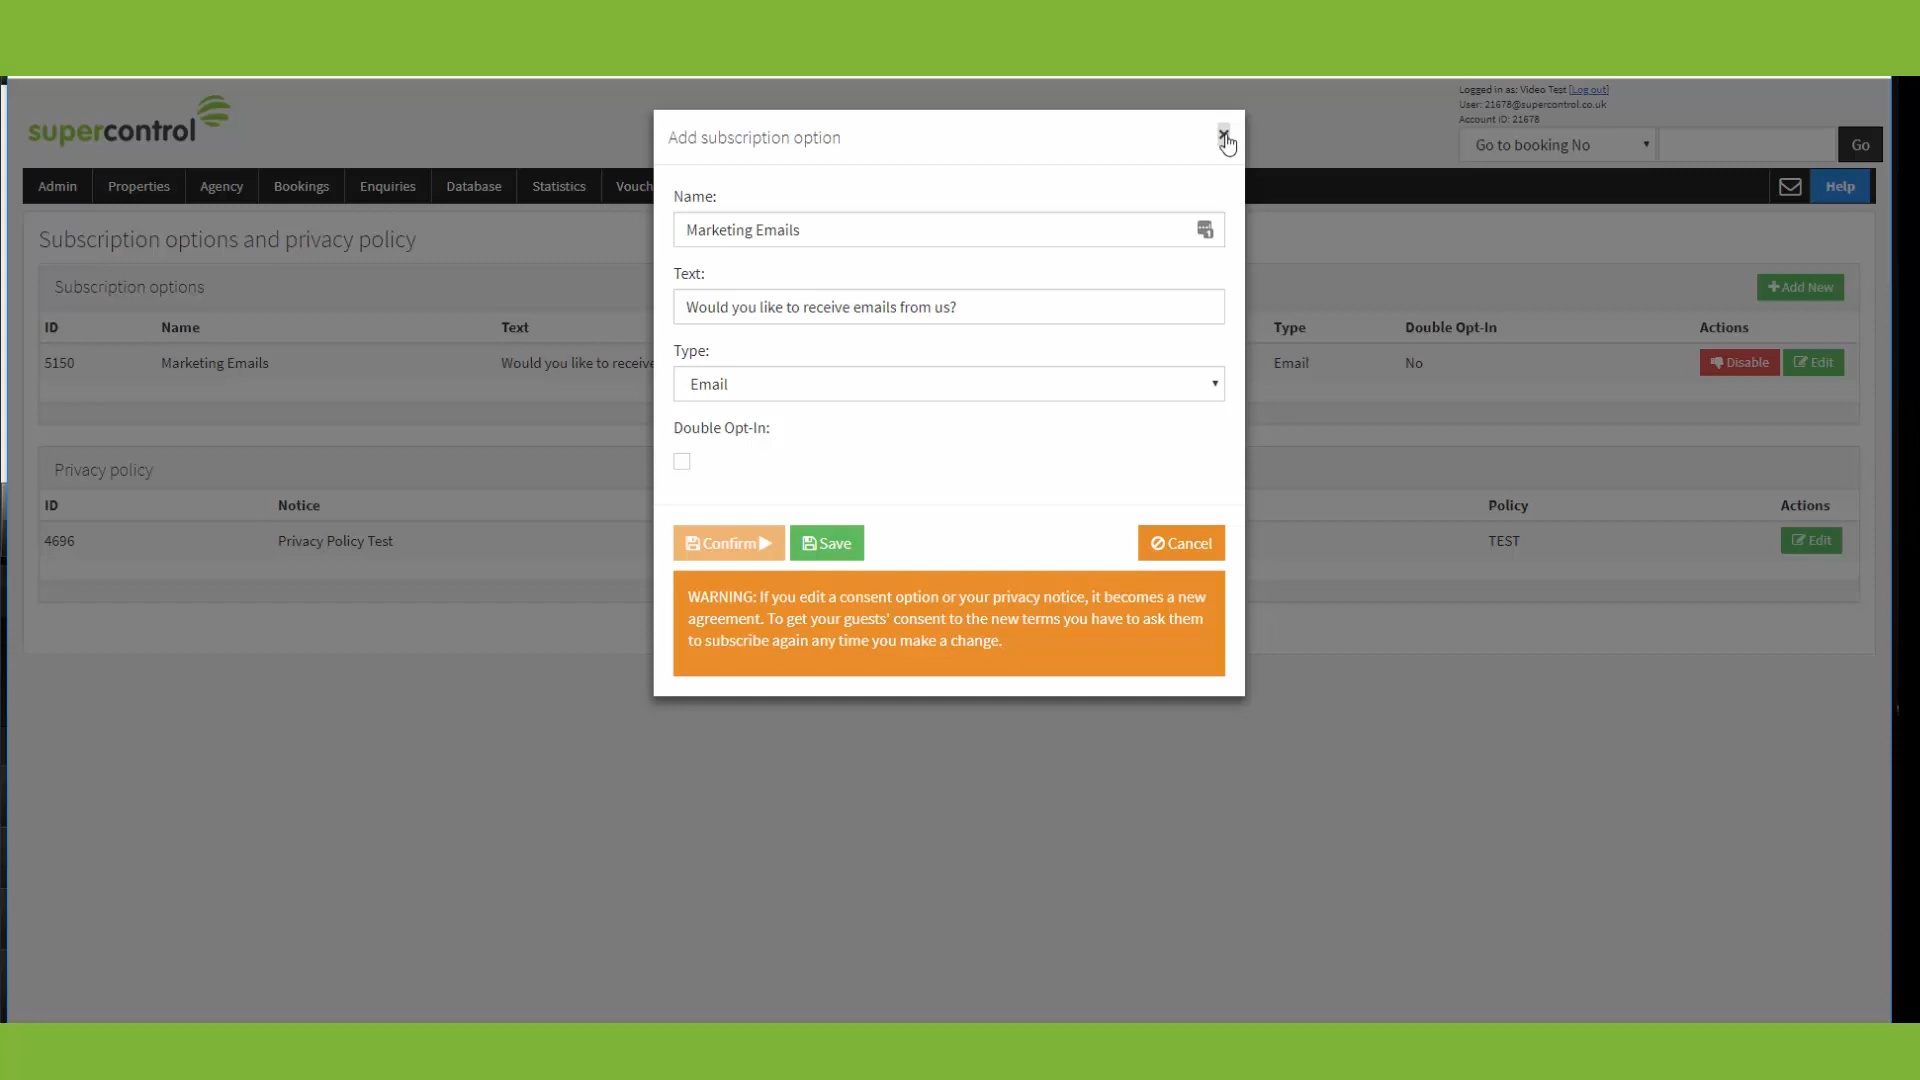 supercontrol
Logged in as: Video Test [Log out]
User: 21678@supercontrol.co.uk
Account ID: 21678
Go to booking No
Go
Admin
Properties
Agency
Bookings
Enquiries
Database
Statistics
Vouch
Help
Subscription options and privacy policy
Subscription options
Add New
ID Name Text Type Double Opt-In Actions
5150 Marketing Emails Would you like to receive Email No Disable Edit
Privacy policy
ID Notice Policy Actions
4696 Privacy Policy Test TEST Edit
Add subscription option
Name:
Marketing Emails
Text:
Would you like to receive emails from us?
Type:
Email
Double Opt-In:
Confirm
Save
Cancel
WARNING: If you edit a consent option or your privacy notice, it becomes a new
agreement. To get your guests' consent to the new terms you have to ask them
to subscribe again any time you make a change.